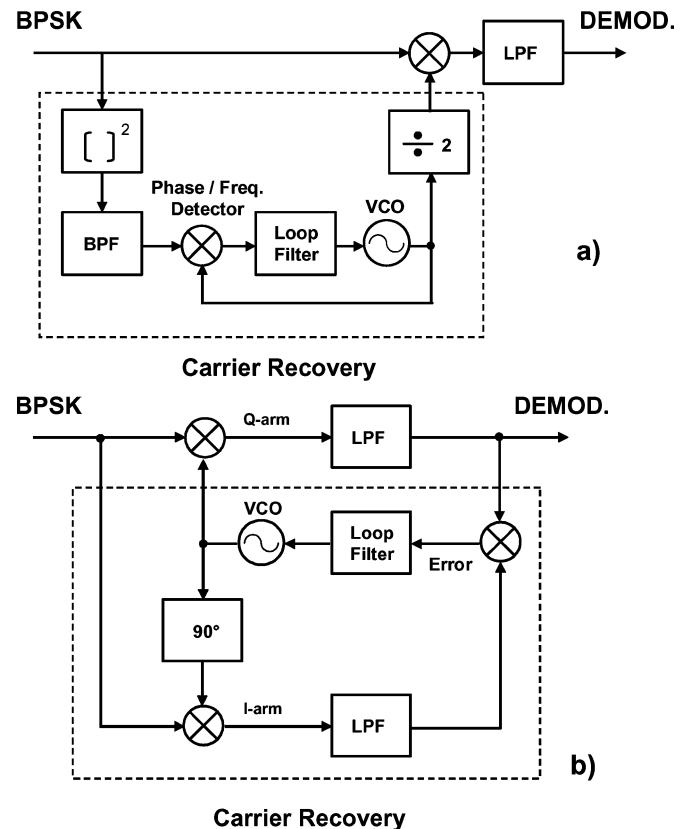 BPSK
DEMOD.
LPF
[ ]²
÷ 2
Phase / Freq.
Detector
VCO
BPF
Loop
Filter
a)
Carrier Recovery
BPSK
DEMOD.
Q-arm
LPF
VCO
Loop
Filter
Error
90°
I-arm
LPF
b)
Carrier Recovery